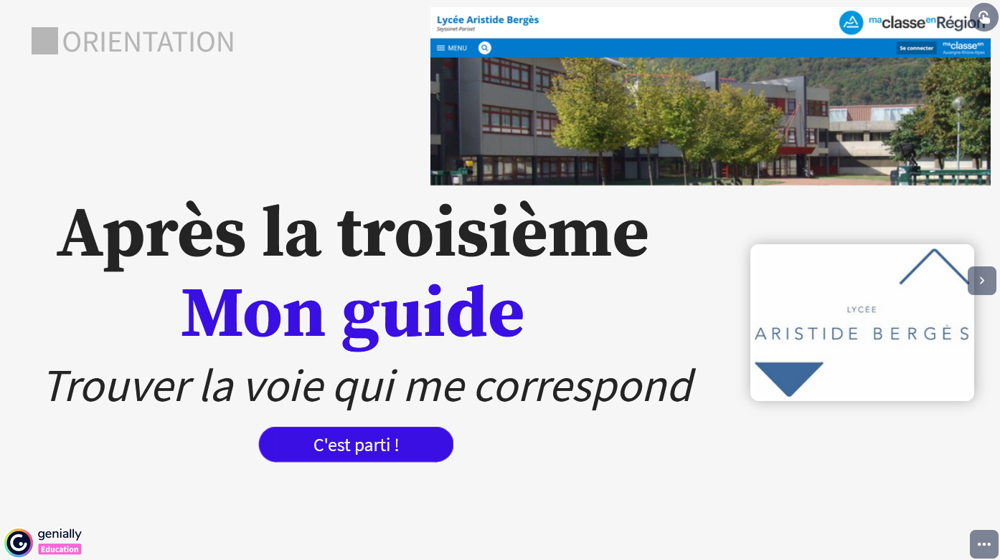 ORIENTATION
Lycée Aristide Bergès
Seyssinet-Pariset
maclasseenRégion
MENU
Se connecter
maclasseen
Auvergne-Rhône-Alpes
Après la troisième
Mon guide
Trouver la voie qui me correspond
C'est parti !
LYCÉE
ARISTIDE BERGÈS
genially
Education